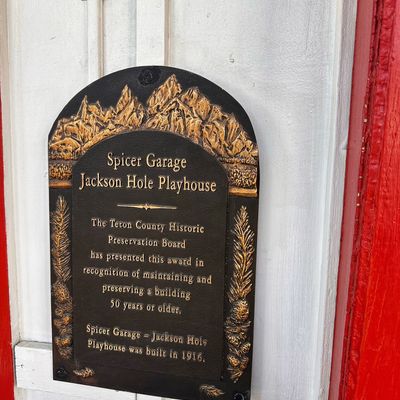 Spicer Garage
Jackson Hole Playhouse
The Teton County Historic
Preservation Board
has presented this award in
recognition of maintaining and
preserving a building
50 years or older.
Spicer Garage – Jackson Hole
Playhouse was built in 1916.